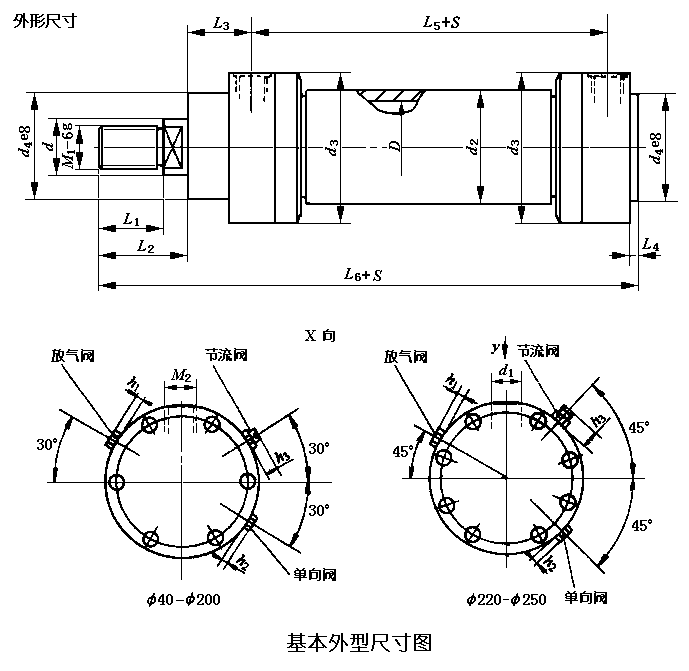 外形尺寸
L3
L5+S
d4e8
d
M1-6g
d3
D
d2
d3
d4e8
L1
L2
L4
L6+S
X 向
放气阀
h1
M2
节流阀
30°
30°
h3
30°
h2
单向阀
ϕ40-ϕ200
放气阀
h1
y
d1
节流阀
h3
45°
45°
45°
h2
单向阀
ϕ220-ϕ250
基本外型尺寸图